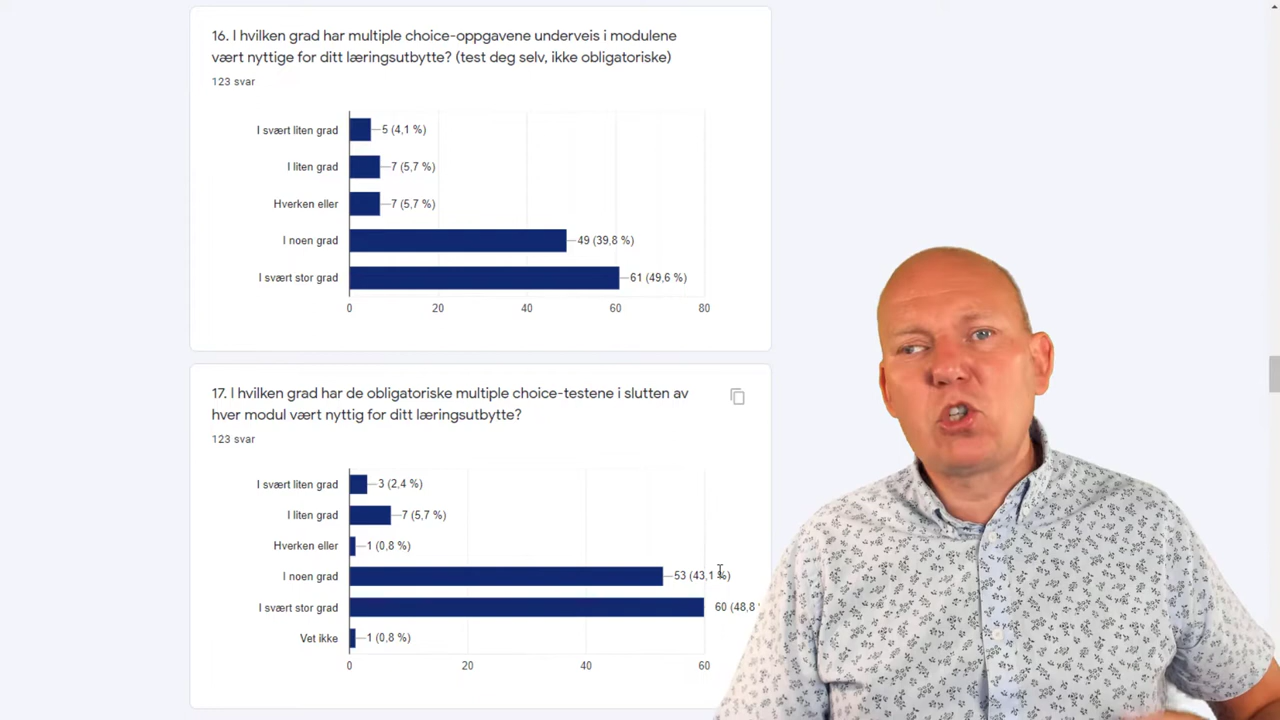 16. I hvilken grad har multiple choice-oppgavene underveis i modulene
vært nyttige for ditt læringsutbytte? (test deg selv, ikke obligatoriske)
123 svar
I svært liten grad 5 (4,1 %)
I liten grad 7 (5,7 %)
Hverken eller 7 (5,7 %)
I noen grad 49 (39,8 %)
I svært stor grad 61 (49,6 %)
0 20 40 60 80
17. I hvilken grad har de obligatoriske multiple choice-testene i slutten av
hver modul vært nyttig for ditt læringsutbytte?
123 svar
I svært liten grad 3 (2,4 %)
I liten grad 7 (5,7 %)
Hverken eller 1 (0,8 %)
I noen grad 53 (43,1 %)
I svært stor grad 60 (48,8
Vet ikke 1 (0,8 %)
0 20 40 60